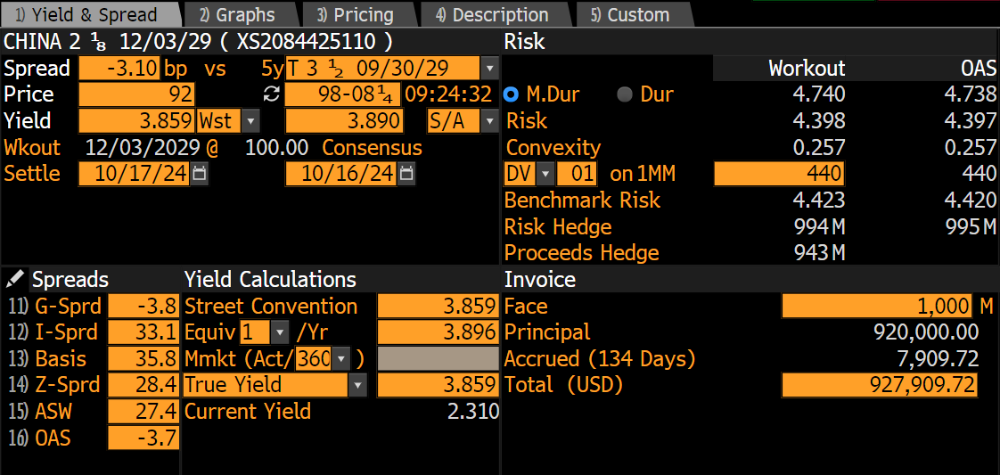 1) Yield & Spread 2) Graphs 3) Pricing 4) Description 5) Custom
CHINA 2 ⅛ 12/03/29 ( XS2084425110 )
Spread -3.10 bp vs 5y T 3 ½ 09/30/29
Price 92 98-08¼ 09:24:32
Yield 3.859 Wst 3.890 S/A
Wkout 12/03/2029 @ 100.00 Consensus
Settle 10/17/24 10/16/24
Risk
Workout OAS
M.Dur Dur 4.740 4.738
Risk 4.398 4.397
Convexity 0.257 0.257
DV 01 on 1MM 440 440
Benchmark Risk 4.423 4.420
Risk Hedge 994 M 995 M
Proceeds Hedge 943 M
Spreads
11) G-Sprd -3.8
12) I-Sprd 33.1
13) Basis 35.8
14) Z-Sprd 28.4
15) ASW 27.4
16) OAS -3.7
Yield Calculations
Street Convention 3.859
Equiv 1 /Yr 3.896
Mmkt (Act/ 360 )
True Yield 3.859
Current Yield 2.310
Invoice
Face 1,000 M
Principal 920,000.00
Accrued (134 Days) 7,909.72
Total (USD) 927,909.72